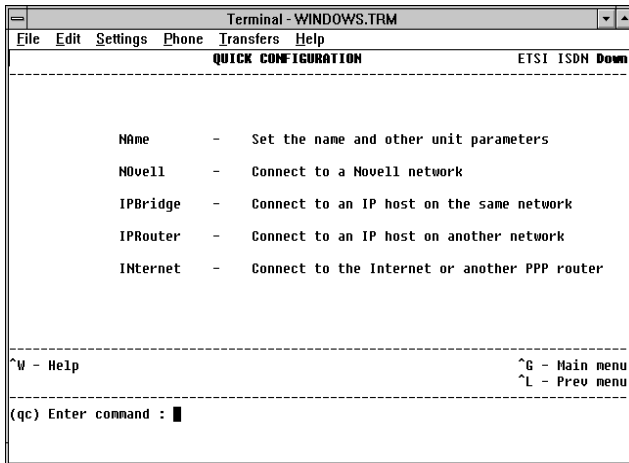 Terminal - WINDOWS.TRM
File Edit Settings Phone Transfers Help
QUICK CONFIGURATION ETSI ISDN Down
NAme - Set the name and other unit parameters
NOvell - Connect to a Novell network
IPBridge - Connect to an IP host on the same network
IPRouter - Connect to an IP host on another network
INternet - Connect to the Internet or another PPP router
^W - Help ^G - Main menu
^L - Prev menu
(qc) Enter command :